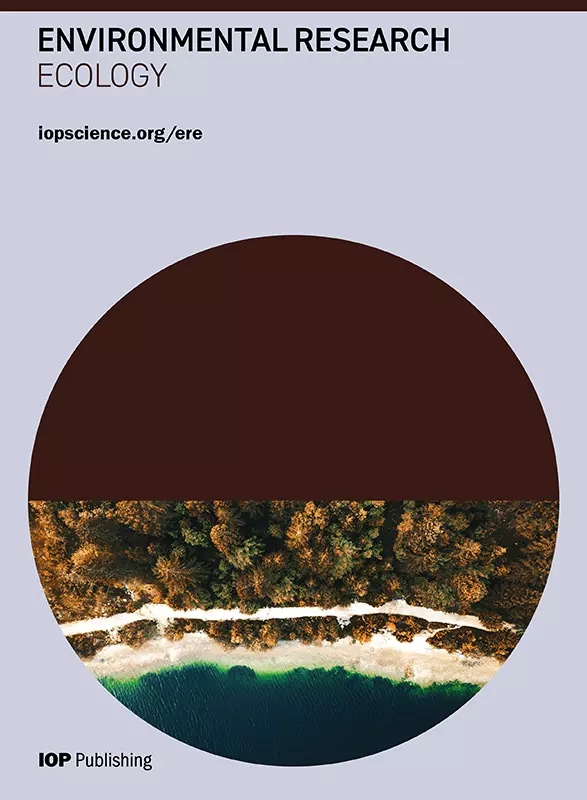 ENVIRONMENTAL RESEARCH
ECOLOGY
iopscience.org/ere
IOP Publishing